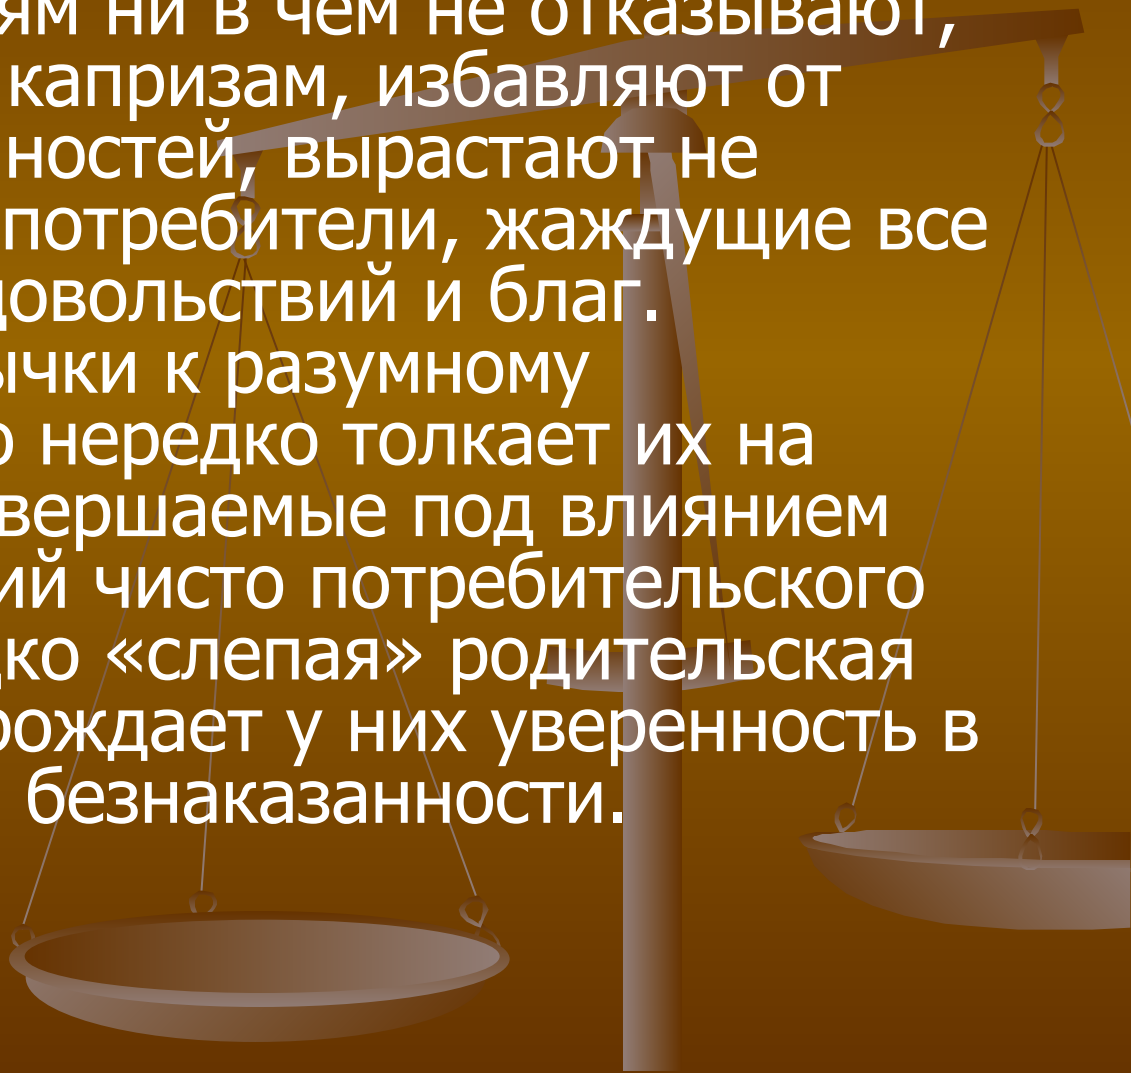 ям ни в чем не отказывают,
капризам, избавляют от
ностей, вырастают не
потребители, жаждущие все
довольствий и благ.
ычки к разумному
о нередко толкает их на
вершаемые под влиянием
ий чисто потребительского
ко «слепая» родительская
рождает у них уверенность в
безнаказанности.